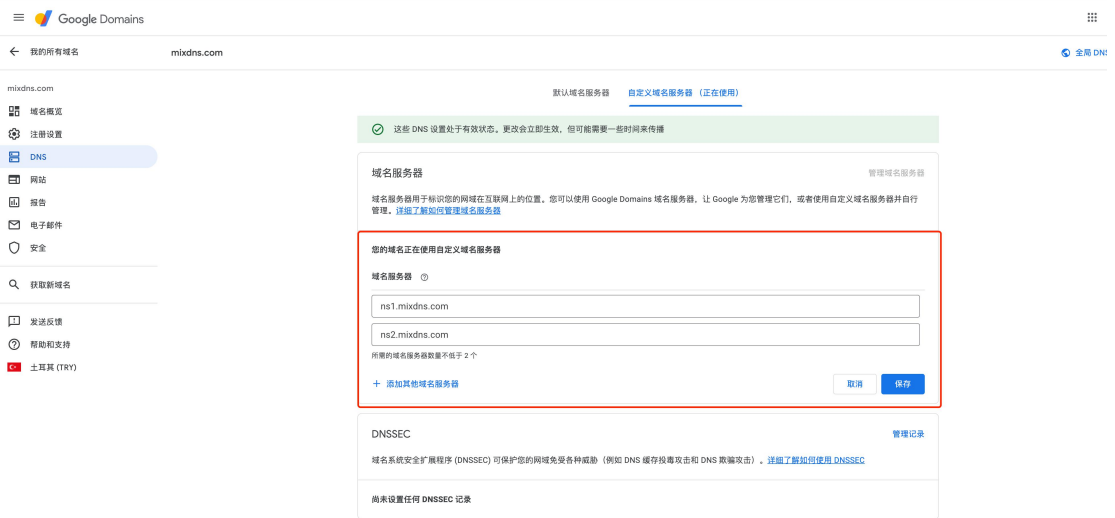 Google Domains
我的所有域名
mixdns.com
全局 DNS
mixdns.com
域名概览
注册设置
DNS
网站
报告
电子邮件
安全
获取新域名
发送反馈
帮助和支持
土耳其 (TRY)
默认域名服务器
自定义域名服务器 （正在使用）
这些 DNS 设置处于有效状态。更改会立即生效，但可能需要一些时间来传播
域名服务器
管理域名服务器
域名服务器用于标识您的网域在互联网上的位置。您可以使用 Google Domains 域名服务器，让 Google 为您管理它们，或者使用自定义域名服务器并自行
管理。详细了解如何管理域名服务器
您的域名正在使用自定义域名服务器
域名服务器
ns1.mixdns.com
ns2.mixdns.com
所需的域名服务器数量不低于 2 个
添加其他域名服务器
取消
保存
DNSSEC
管理记录
域名系统安全扩展程序 (DNSSEC) 可保护您的网域免受各种威胁（例如 DNS 缓存投毒攻击和 DNS 欺骗攻击）。详细了解如何使用 DNSSEC
尚未设置任何 DNSSEC 记录